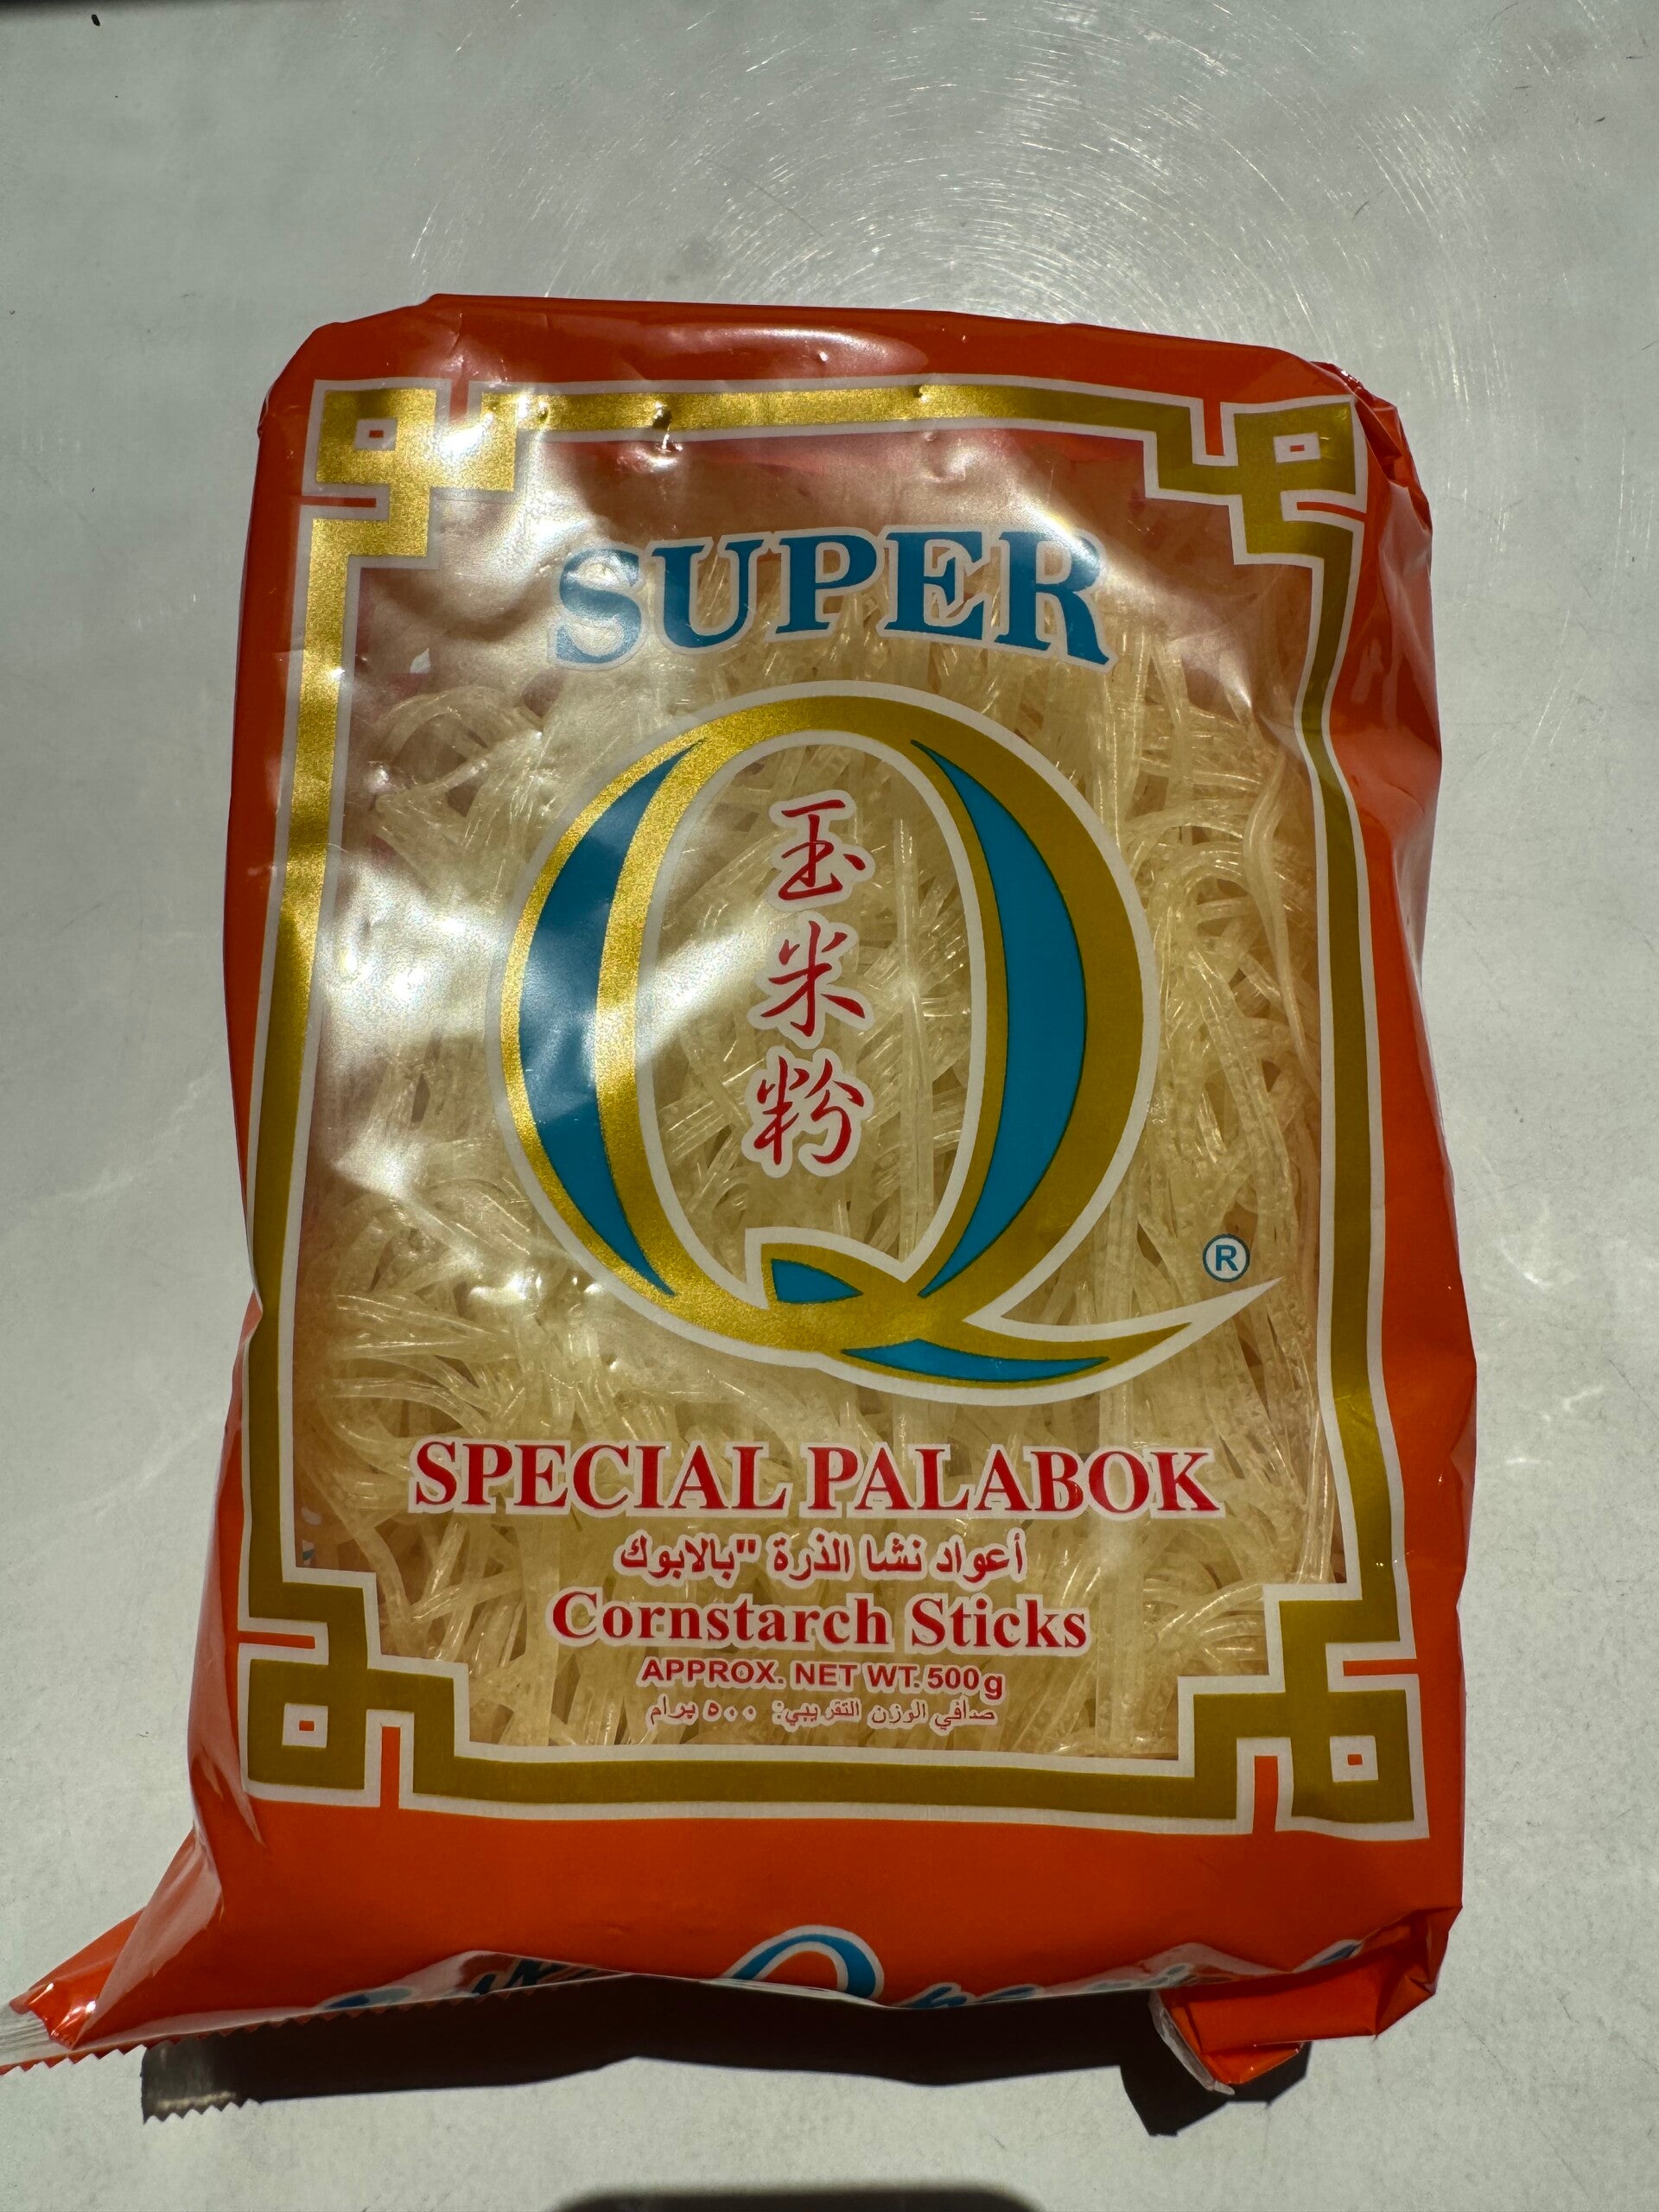 SUPER
Q
玉
米
粉
®
SPECIAL PALABOK
أعواد نشا الذرة "بالابوك
Cornstarch Sticks
APPROX. NET WT. 500g
صافي الوزن التقريبي: ٥٠٠ برام